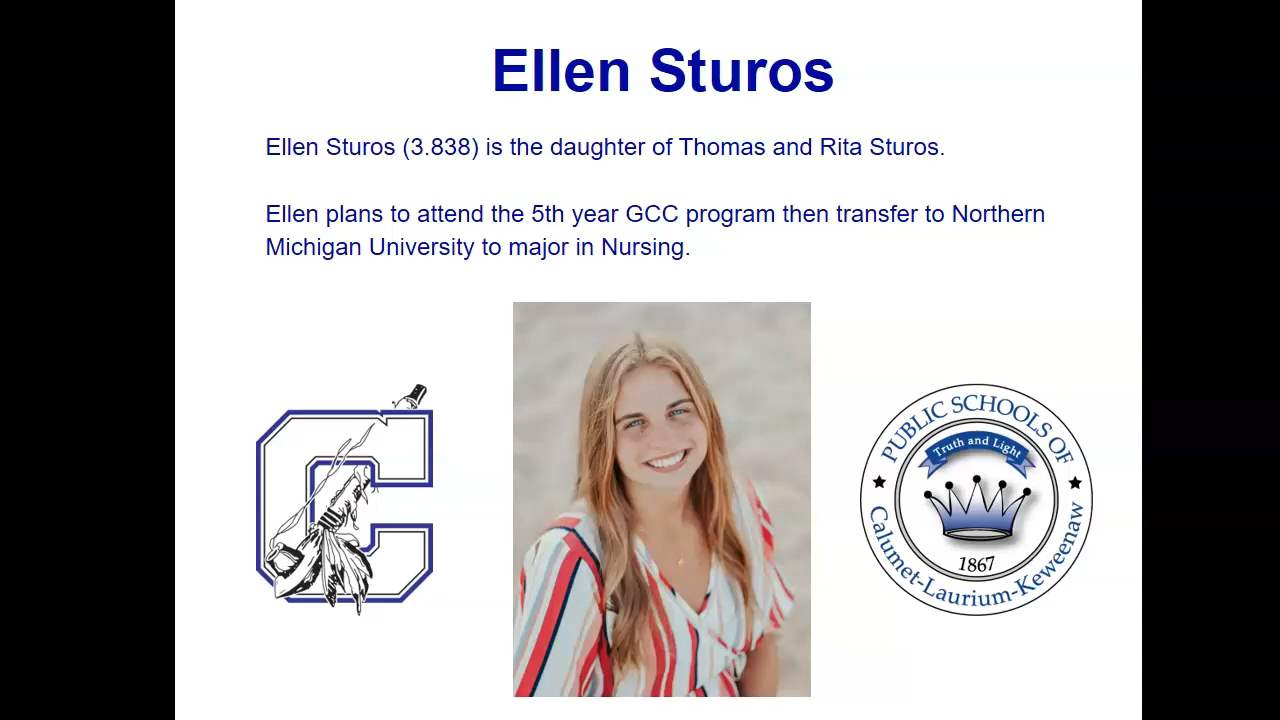 Ellen Sturos
Ellen Sturos (3.838) is the daughter of Thomas and Rita Sturos.
Ellen plans to attend the 5th year GCC program then transfer to Northern
Michigan University to major in Nursing.
C
PUBLIC SCHOOLS OF
Truth and Light
1867
Calumet-Laurium-Keweenaw